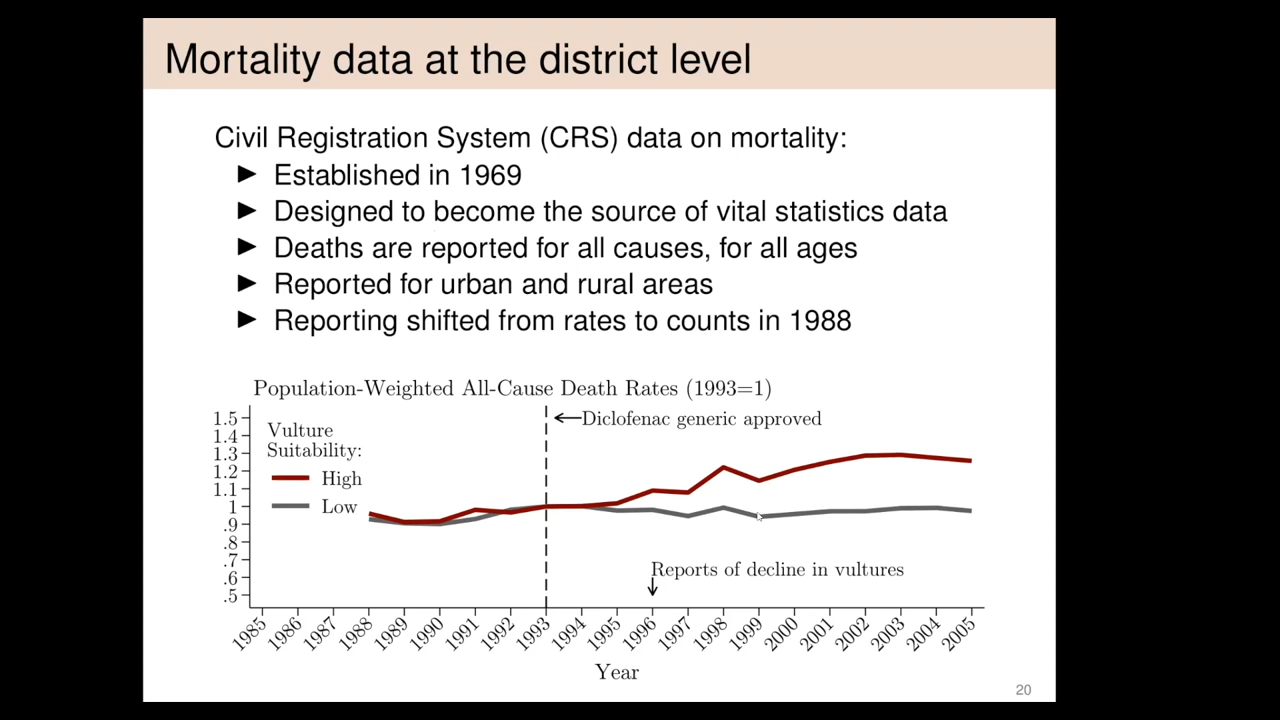 Mortality data at the district level
Civil Registration System (CRS) data on mortality:
► Established in 1969
► Designed to become the source of vital statistics data
► Deaths are reported for all causes, for all ages
► Reported for urban and rural areas
► Reporting shifted from rates to counts in 1988
Population-Weighted All-Cause Death Rates (1993=1)
1.5
1.4
1.3
1.2
1.1
1
.9
.8
.7
.6
.5
Vulture
Suitability:
High
Low
Diclofenac generic approved
Reports of decline in vultures
1985 1986 1987 1988 1989 1990 1991 1992 1993 1994 1995 1996 1997 1998 1999 2000 2001 2002 2003 2004 2005
Year
20